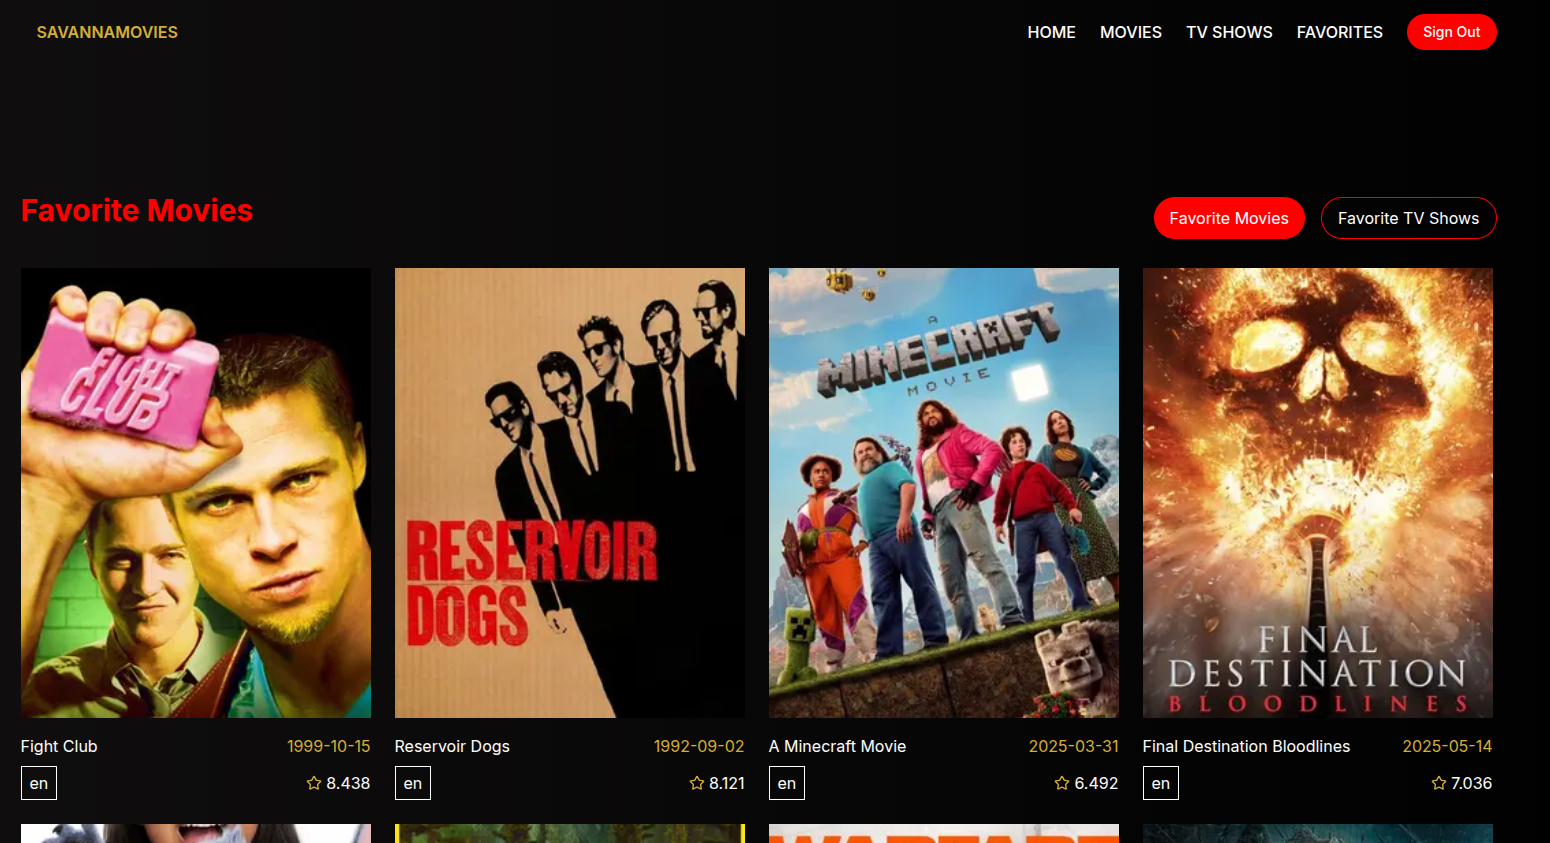 SAVANNAMOVIES HOME MOVIES TV SHOWS FAVORITES Sign Out
Favorite Movies Favorite Movies Favorite TV Shows
FIGHT
CLUB
RESERVOIR
DOGS
A
MINECRAFT
MOVIE
FINAL
DESTINATION
BLOODLINES
Fight Club 1999-10-15 Reservoir Dogs 1992-09-02 A Minecraft Movie 2025-03-31 Final Destination Bloodlines 2025-05-14
en 8.438 en 8.121 en 6.492 en 7.036
WARFARE